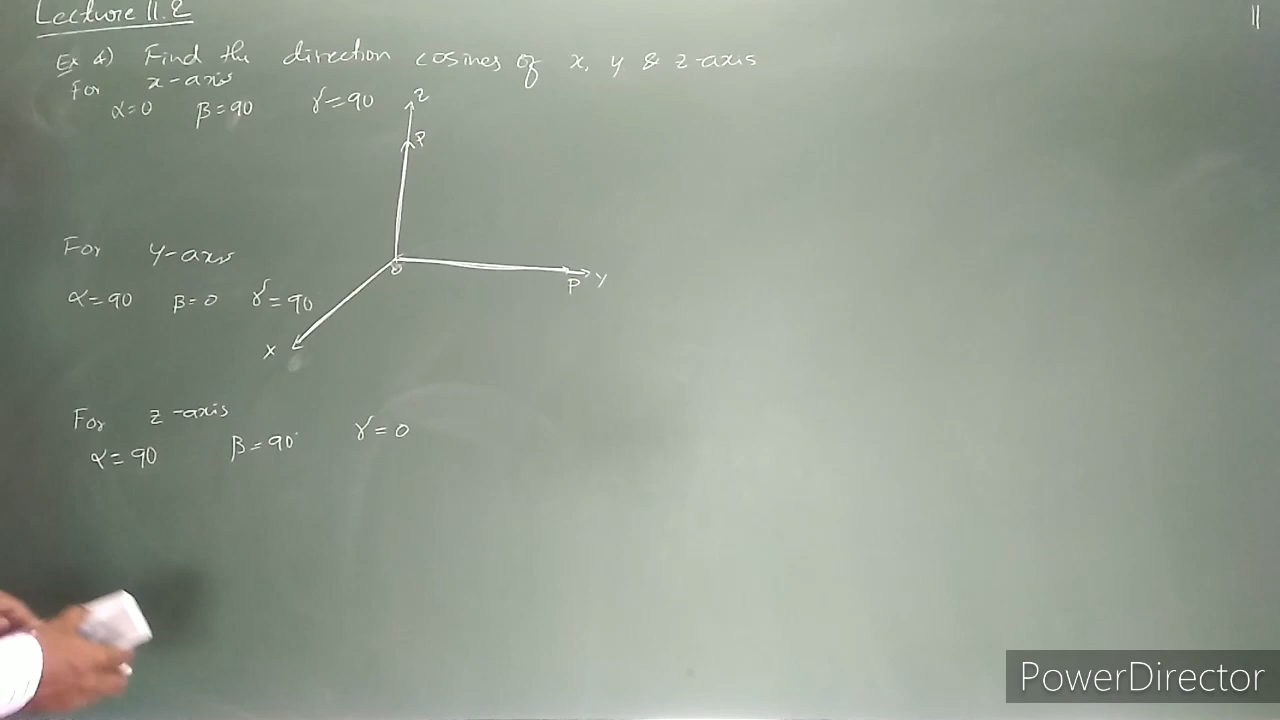 Lecture 11.2
11
Ex 4) Find the direction cosines of x, y & z-axis
For x-axis
α=0 β=90 γ=90
Z
P
For y-axis
O
P Y
α=90 β=0 γ=90
X
For z-axis
α=90 β=90° γ=0
PowerDirector